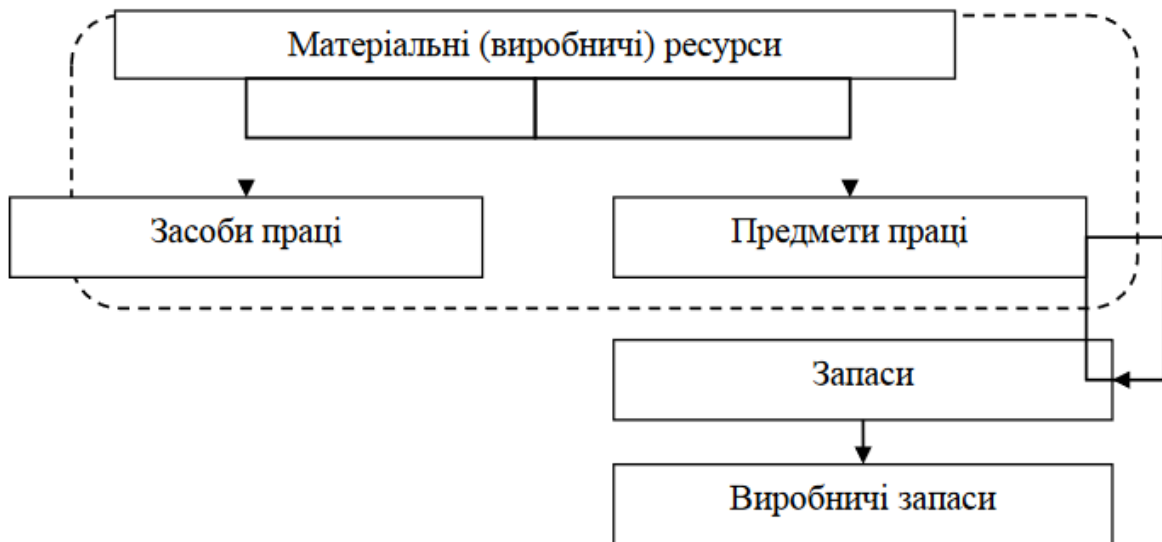 Матеріальні (виробничі) ресурси
Засоби праці
Предмети праці
Запаси
Виробничі запаси